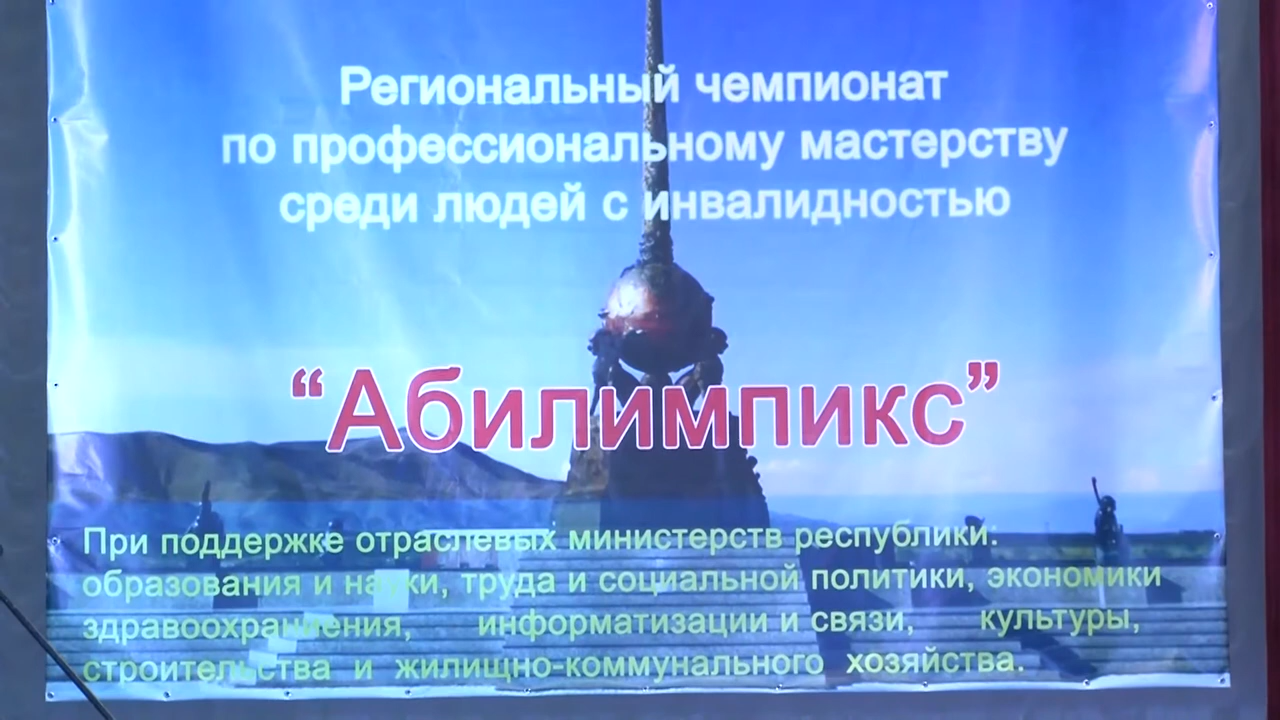 Региональный чемпионат
по профессиональному мастерству
среди людей с инвалидностью
“Абилимпикс”
При поддержке отраслевых министерств республики:
образования и науки, труда и социальной политики, экономики
здравоохранения, информатизации и связи, культуры,
строительства и жилищно-коммунального хозяйства.